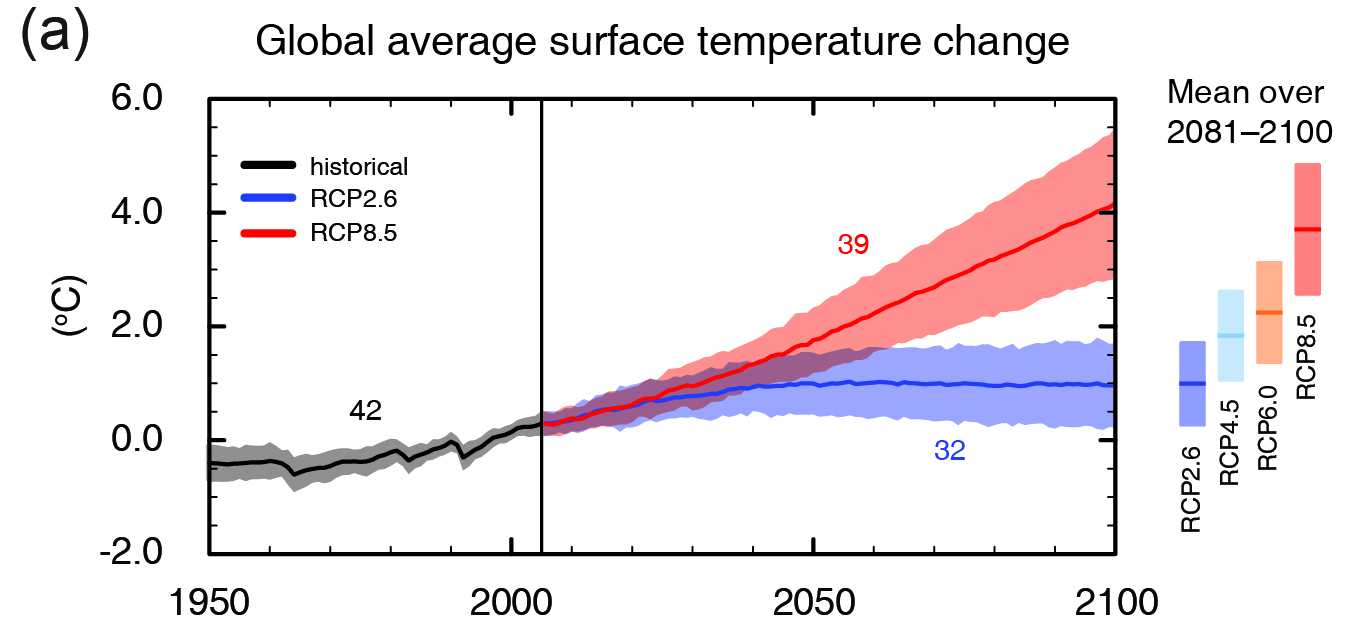 (a)
Global average surface temperature change
6.0
4.0
2.0
0.0
-2.0
(°C)
1950
2000
2050
2100
historical
RCP2.6
RCP8.5
42
39
32
Mean over
2081–2100
RCP2.6
RCP4.5
RCP6.0
RCP8.5